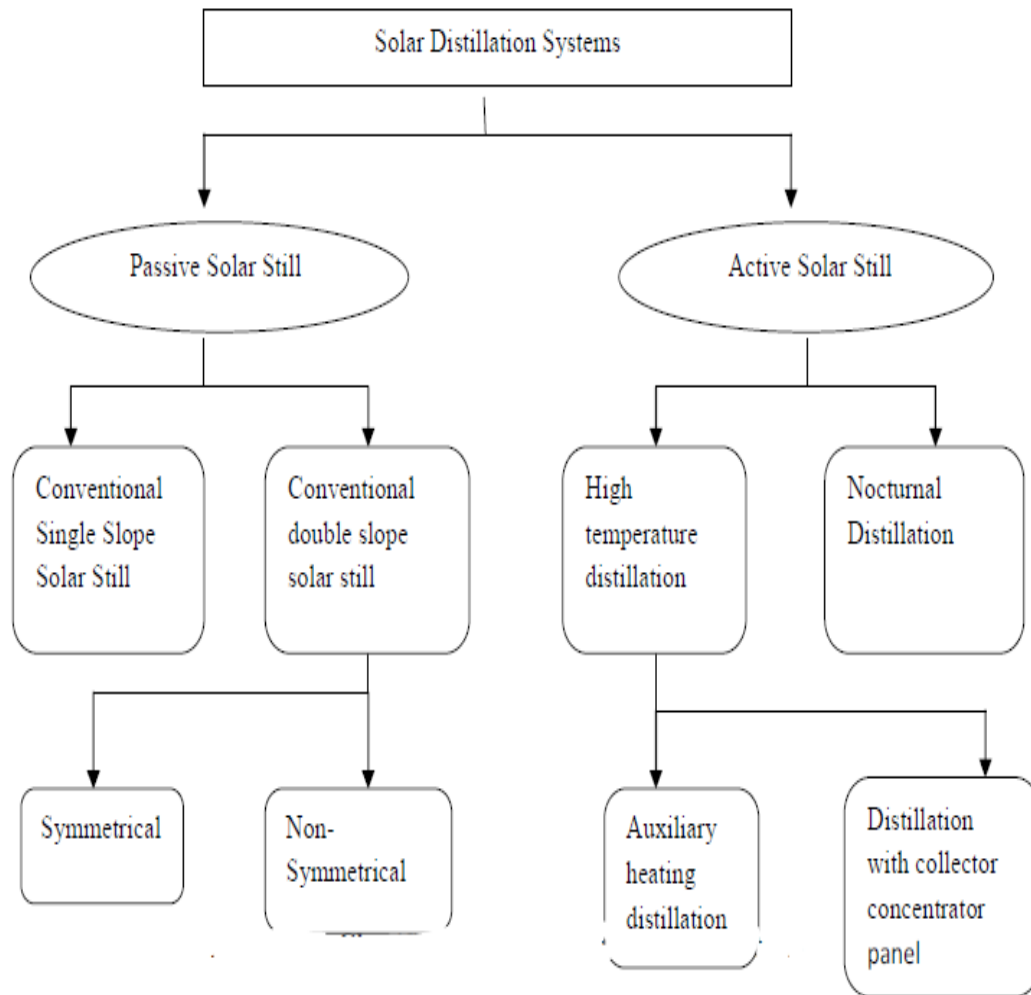 Solar Distillation Systems
Passive Solar Still
Active Solar Still
Conventional
Single Slope
Solar Still
Conventional
double slope
solar still
High
temperature
distillation
Nocturnal
Distillation
Symmetrical
Non-
Symmetrical
Auxiliary
heating
distillation
Distillation
with collector
concentrator
panel